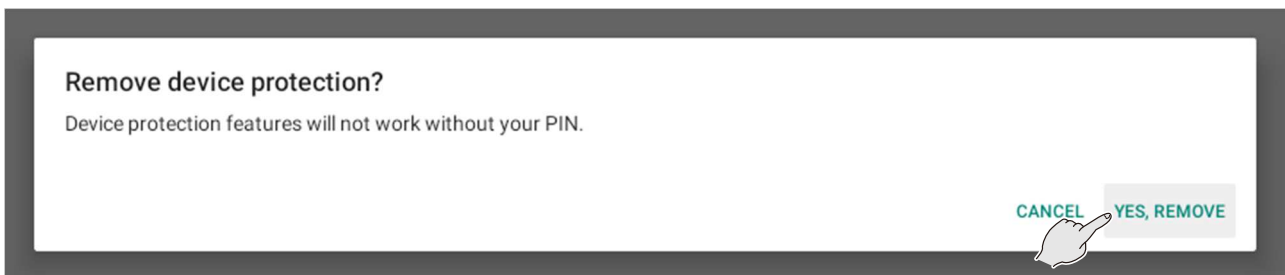 Remove device protection?
Device protection features will not work without your PIN.
CANCEL YES, REMOVE